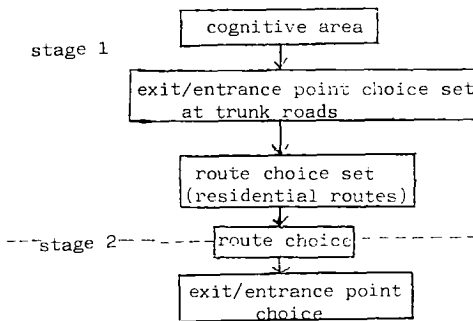 cognitive area
stage 1
exit/entrance point choice set
at trunk roads
route choice set
(residential routes)
stage 2
route choice
exit/entrance point
choice